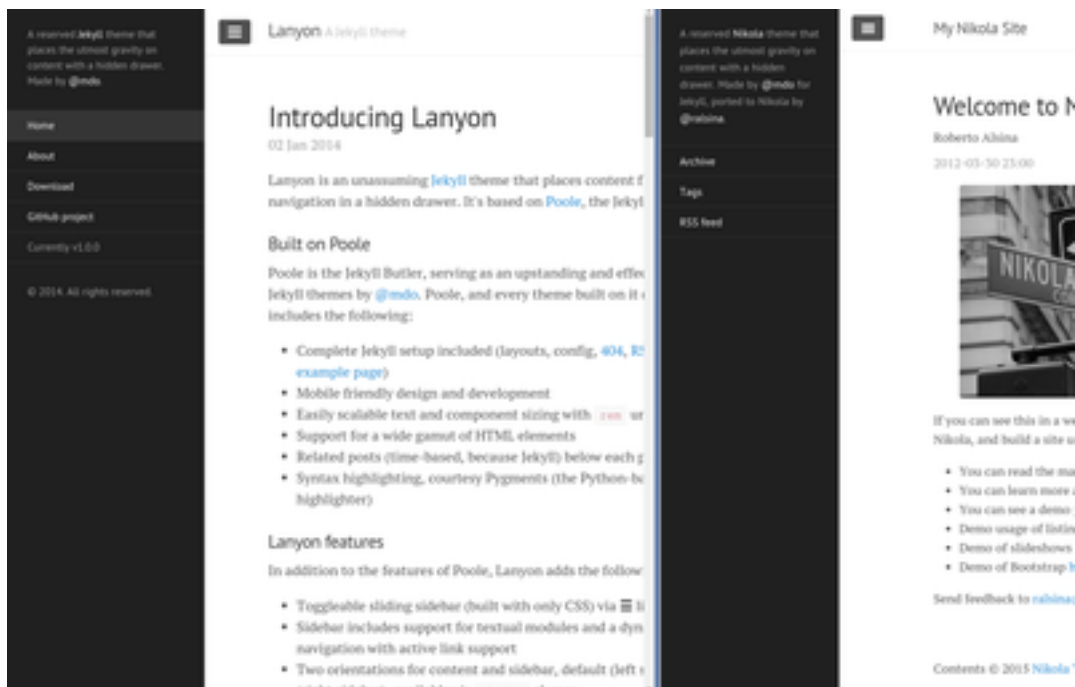 A reserved Jekyll theme that
places the utmost gravity on
content with a hidden drawer.
Made by @mdo.
Home
About
Download
GitHub project
Currently v1.0.0
© 2014. All rights reserved.
Lanyon A Jekyll theme
Introducing Lanyon
02 Jan 2014
Lanyon is an unassuming Jekyll theme that places content f
navigation in a hidden drawer. It's based on Poole, the Jekyl
Built on Poole
Poole is the Jekyll Butler, serving as an upstanding and effec
Jekyll themes by @mdo. Poole, and every theme built on it
includes the following:
• Complete Jekyll setup included (layouts, config, 404, RS
example page)
• Mobile friendly design and development
• Easily scalable text and component sizing with rem un
• Support for a wide gamut of HTML elements
• Related posts (time-based, because Jekyll) below each p
• Syntax highlighting, courtesy Pygments (the Python-ba
highlighter)
Lanyon features
In addition to the features of Poole, Lanyon adds the follow
• Toggleable sliding sidebar (built with only CSS) via ☰ li
• Sidebar includes support for textual modules and a dyn
navigation with active link support
• Two orientations for content and sidebar, default (left s
A reserved Nikola theme that
places the utmost gravity on
content with a hidden
drawer. Made by @mdo for
Jekyll, ported to Nikola by
@ralsina.
Archive
Tags
RSS feed
My Nikola Site
Welcome to N
Roberto Alsina
2012-03-30 23:00
NIKOLA
CO
If you can see this in a we
Nikola, and build a site u
• You can read the ma
• You can learn more a
• You can see a demo
• Demo usage of listin
• Demo of slideshows
• Demo of Bootstrap h
Send feedback to ralsina
Contents © 2015 Nikola